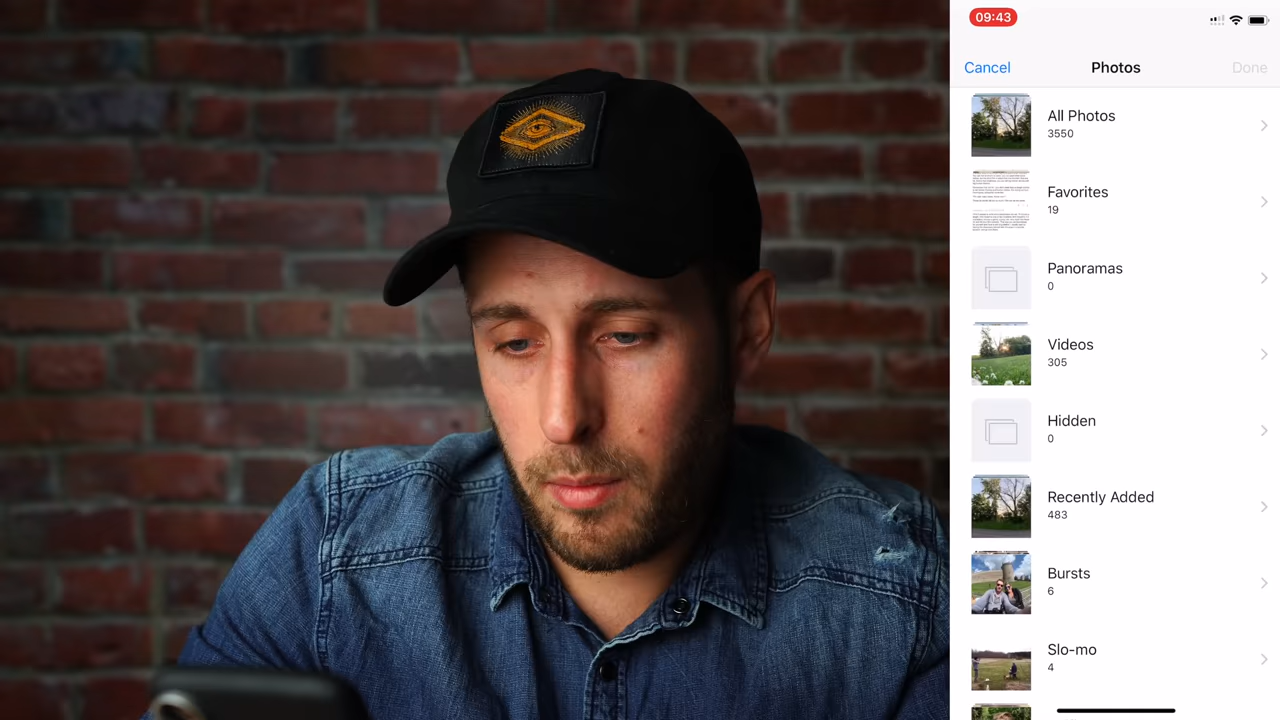 09:43
Cancel
Photos
Done
All Photos
3550
Favorites
19
Panoramas
0
Videos
305
Hidden
0
Recently Added
483
Bursts
6
Slo-mo
4